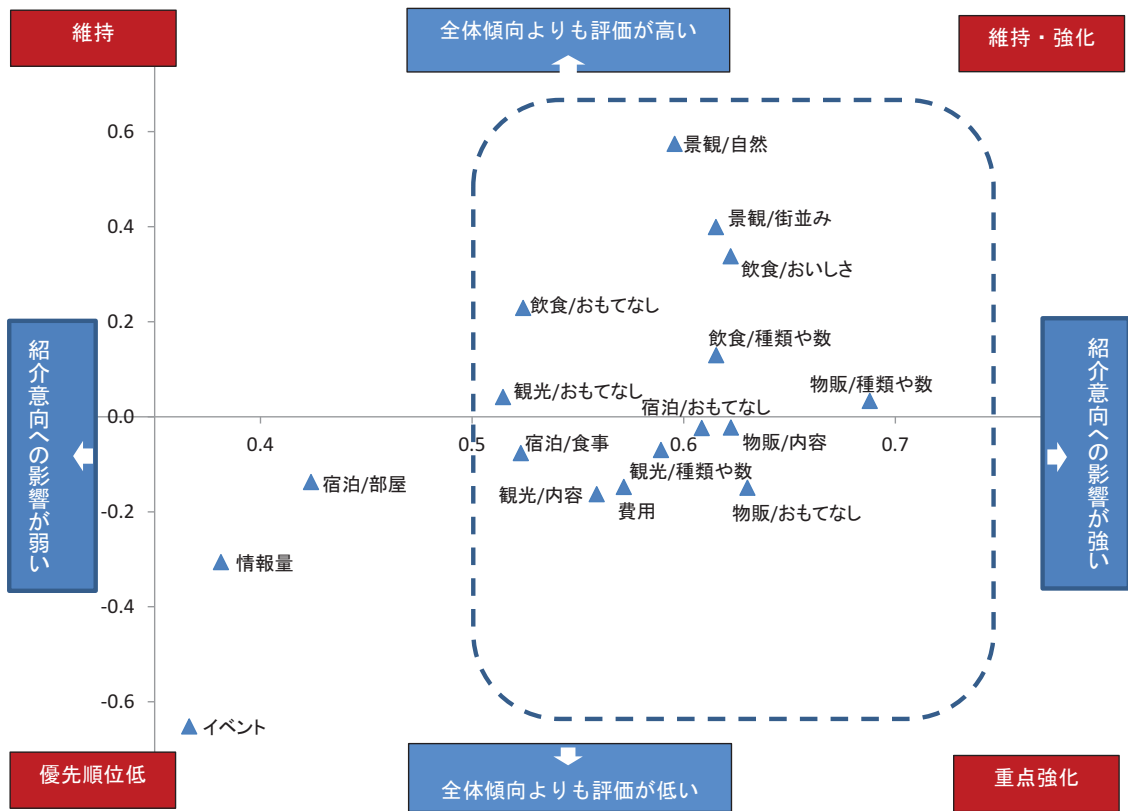 維持
全体傾向よりも評価が高い
維持・強化
0.6
景観/自然
0.4
景観/街並み
飲食/おいしさ
飲食/おもてなし
0.2
飲食/種類や数
物販/種類や数
観光/おもてなし
宿泊/おもてなし
0.0
0.4
0.5
0.6
0.7
宿泊/食事
物販/内容
観光/種類や数
宿泊/部屋
観光/内容
費用
物販/おもてなし
-0.2
情報量
-0.4
-0.6
イベント
紹介意向への影響が弱い
紹介意向への影響が強い
優先順位低
全体傾向よりも評価が低い
重点強化